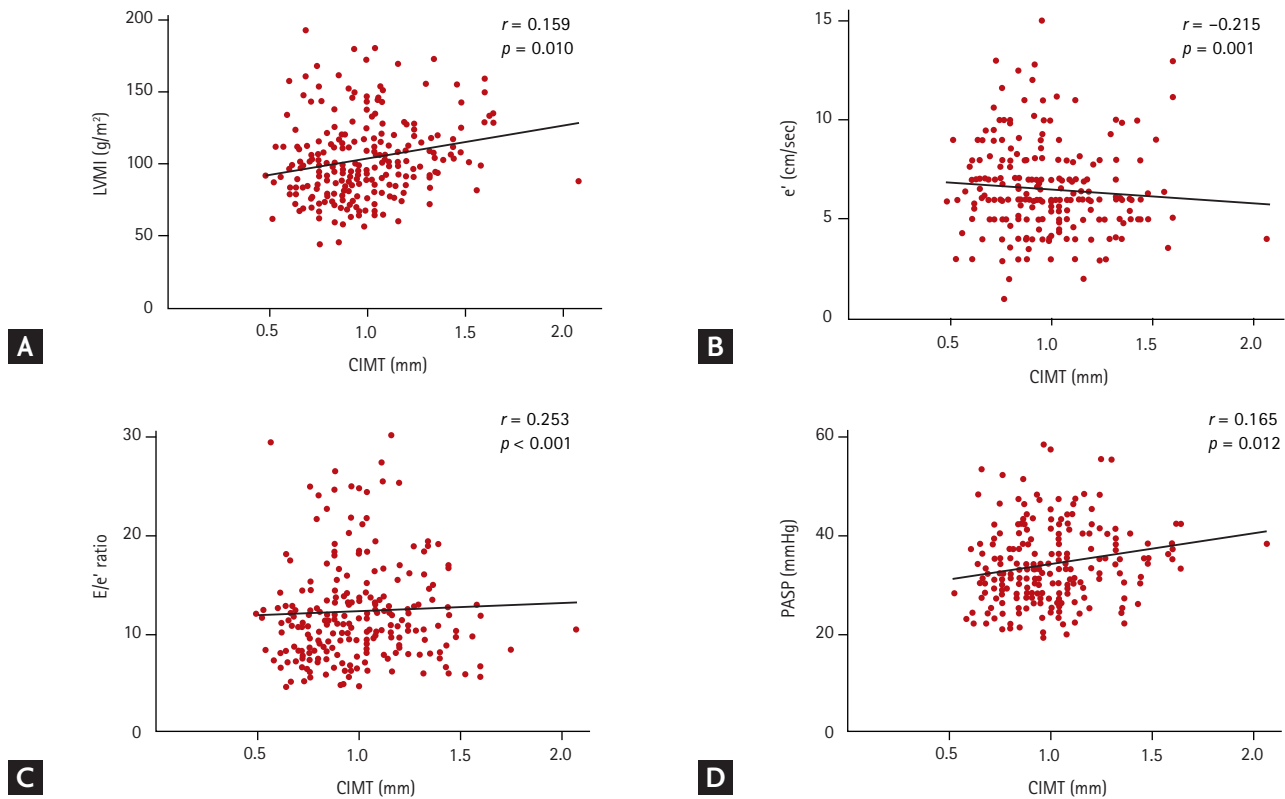 200
150
100
50
0
LVMI (g/m²)
0.5 1.0 1.5 2.0
CIMT (mm)
r = 0.159
p = 0.010
A
15
10
5
0
e′ (cm/sec)
0.5 1.0 1.5 2.0
CIMT (mm)
r = –0.215
p = 0.001
B
30
20
10
0
E/e′ ratio
0.5 1.0 1.5 2.0
CIMT (mm)
r = 0.253
p < 0.001
C
60
40
20
0
PASP (mmHg)
0.5 1.0 1.5 2.0
CIMT (mm)
r = 0.165
p = 0.012
D